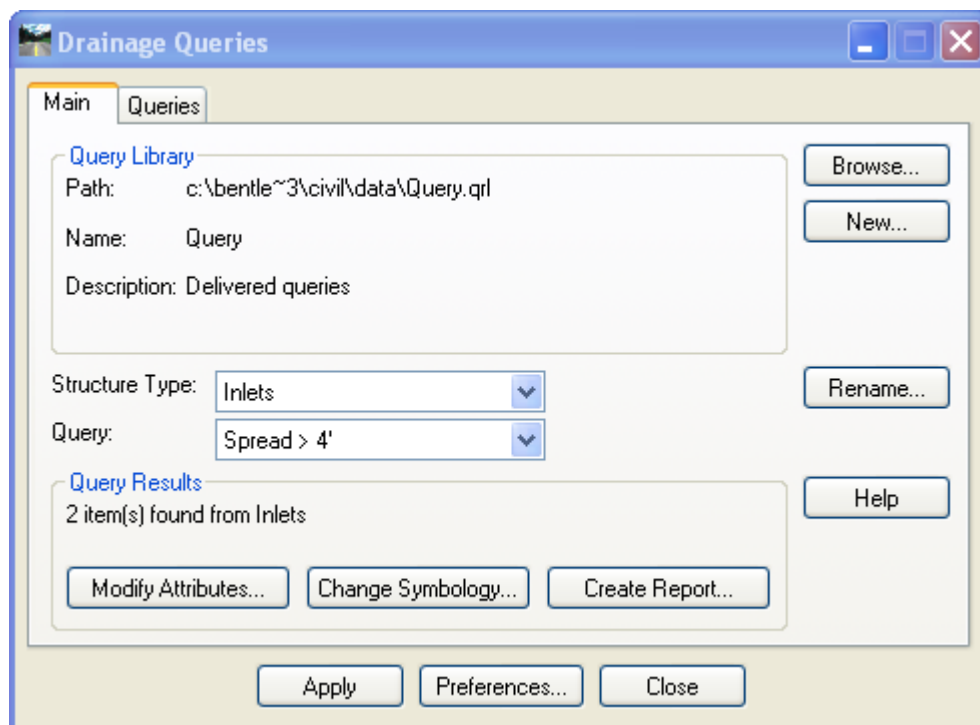 Drainage Queries
Main
Queries
Query Library
Path: c:\bentle~3\civil\data\Query.qrl
Browse...
Name: Query
New...
Description: Delivered queries
Structure Type: Inlets
Rename...
Query: Spread > 4'
Query Results
2 item(s) found from Inlets
Help
Modify Attributes...
Change Symbology...
Create Report...
Apply
Preferences...
Close